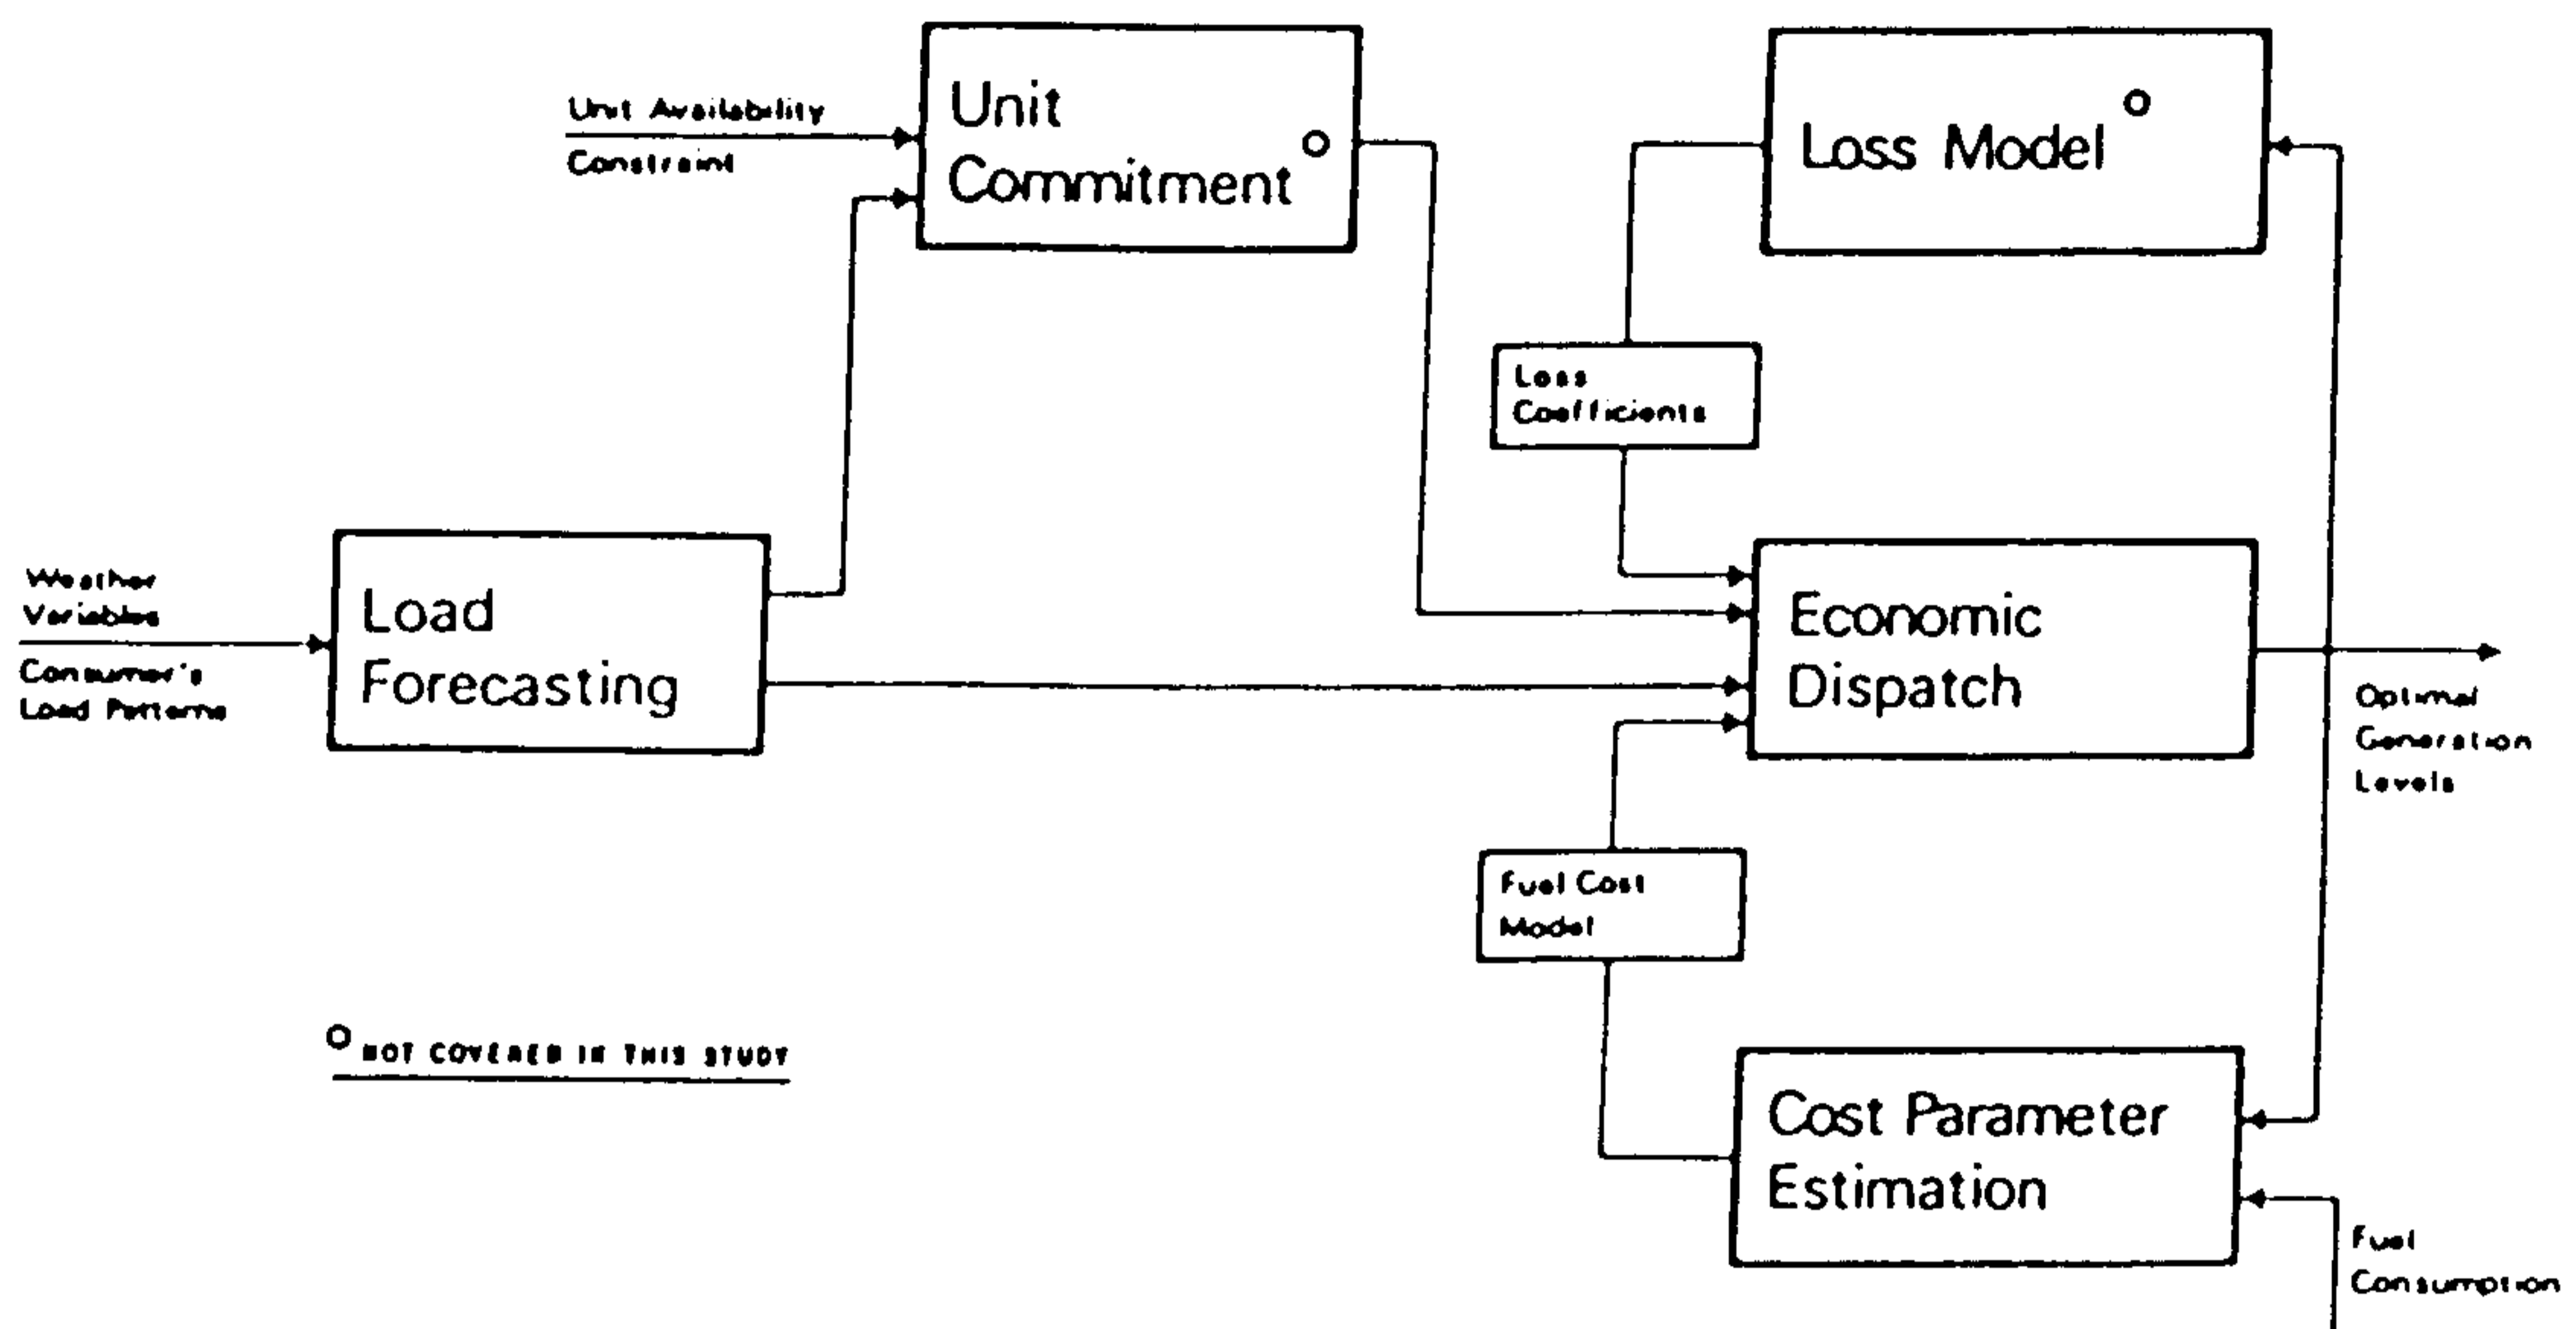 Unit Availability
Constraint
Unit
Commitment
Loss Model
Loss
Coefficients
Weather
Variables
Consumer's
Load Patterns
Load
Forecasting
Economic
Dispatch
Optimal
Generation
Levels
Fuel Cost
Model
NOT COVERED IN THIS STUDY
Cost Parameter
Estimation
Fuel
Consumption